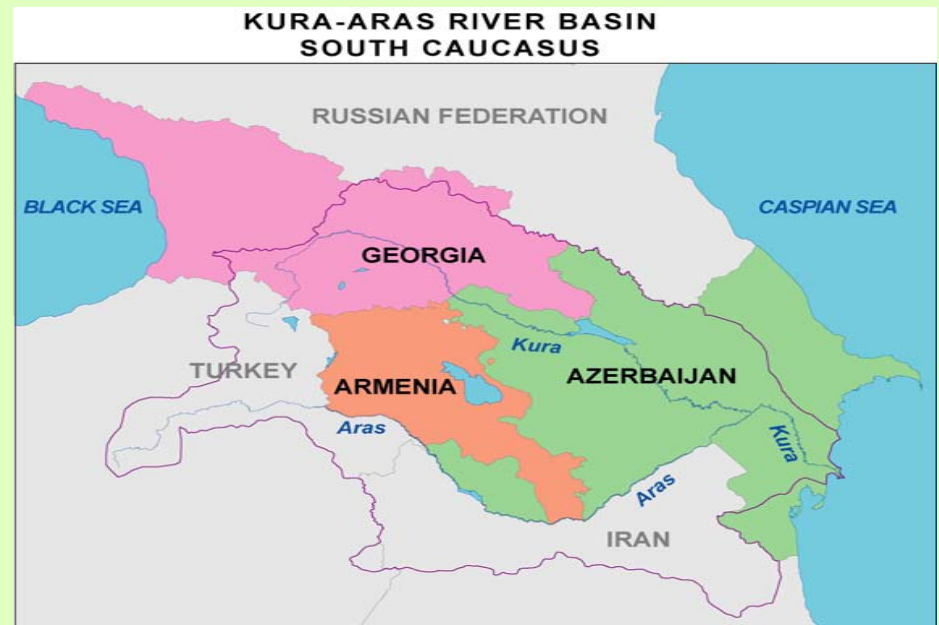 KURA-ARAS RIVER BASIN
SOUTH CAUCASUS
RUSSIAN FEDERATION
BLACK SEA
CASPIAN SEA
GEORGIA
Kura
TURKEY
ARMENIA
AZERBAIJAN
Aras
Kura
Aras
IRAN